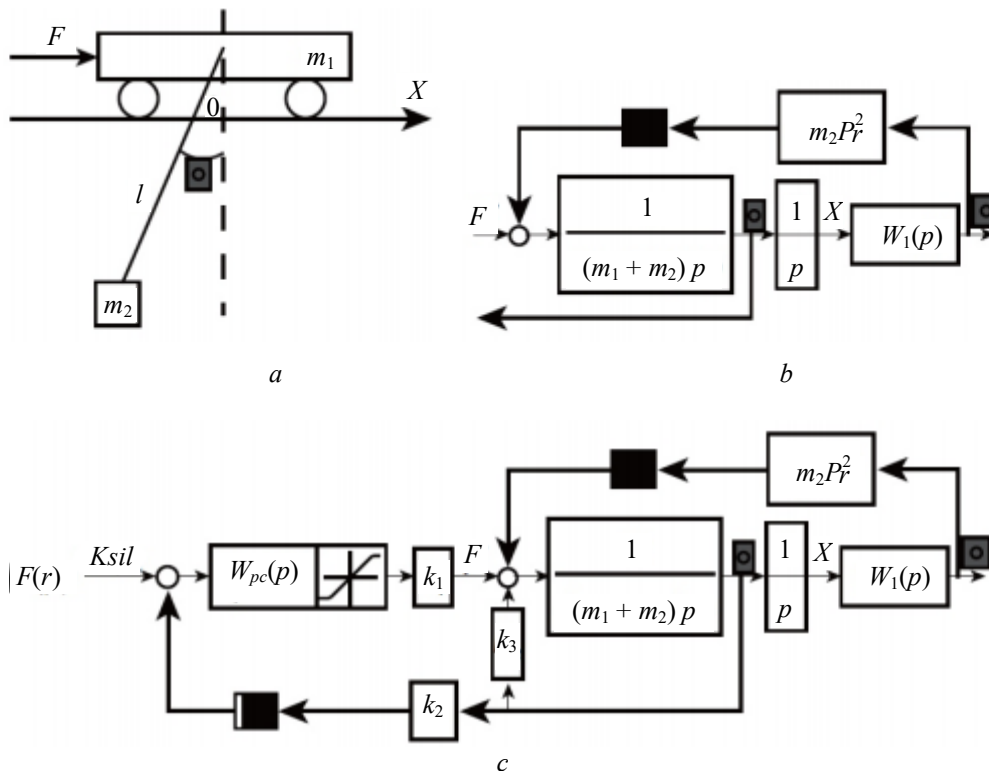 F
m₁
X
0
l
m₂
a
m₂Pr²
F
1
(m₁ + m₂) p
1
p
X
W₁(p)
b
m₂Pr²
F(r)
Ksil
Wpc(p)
k₁
F
1
(m₁ + m₂) p
1
p
X
W₁(p)
k₃
k₂
c